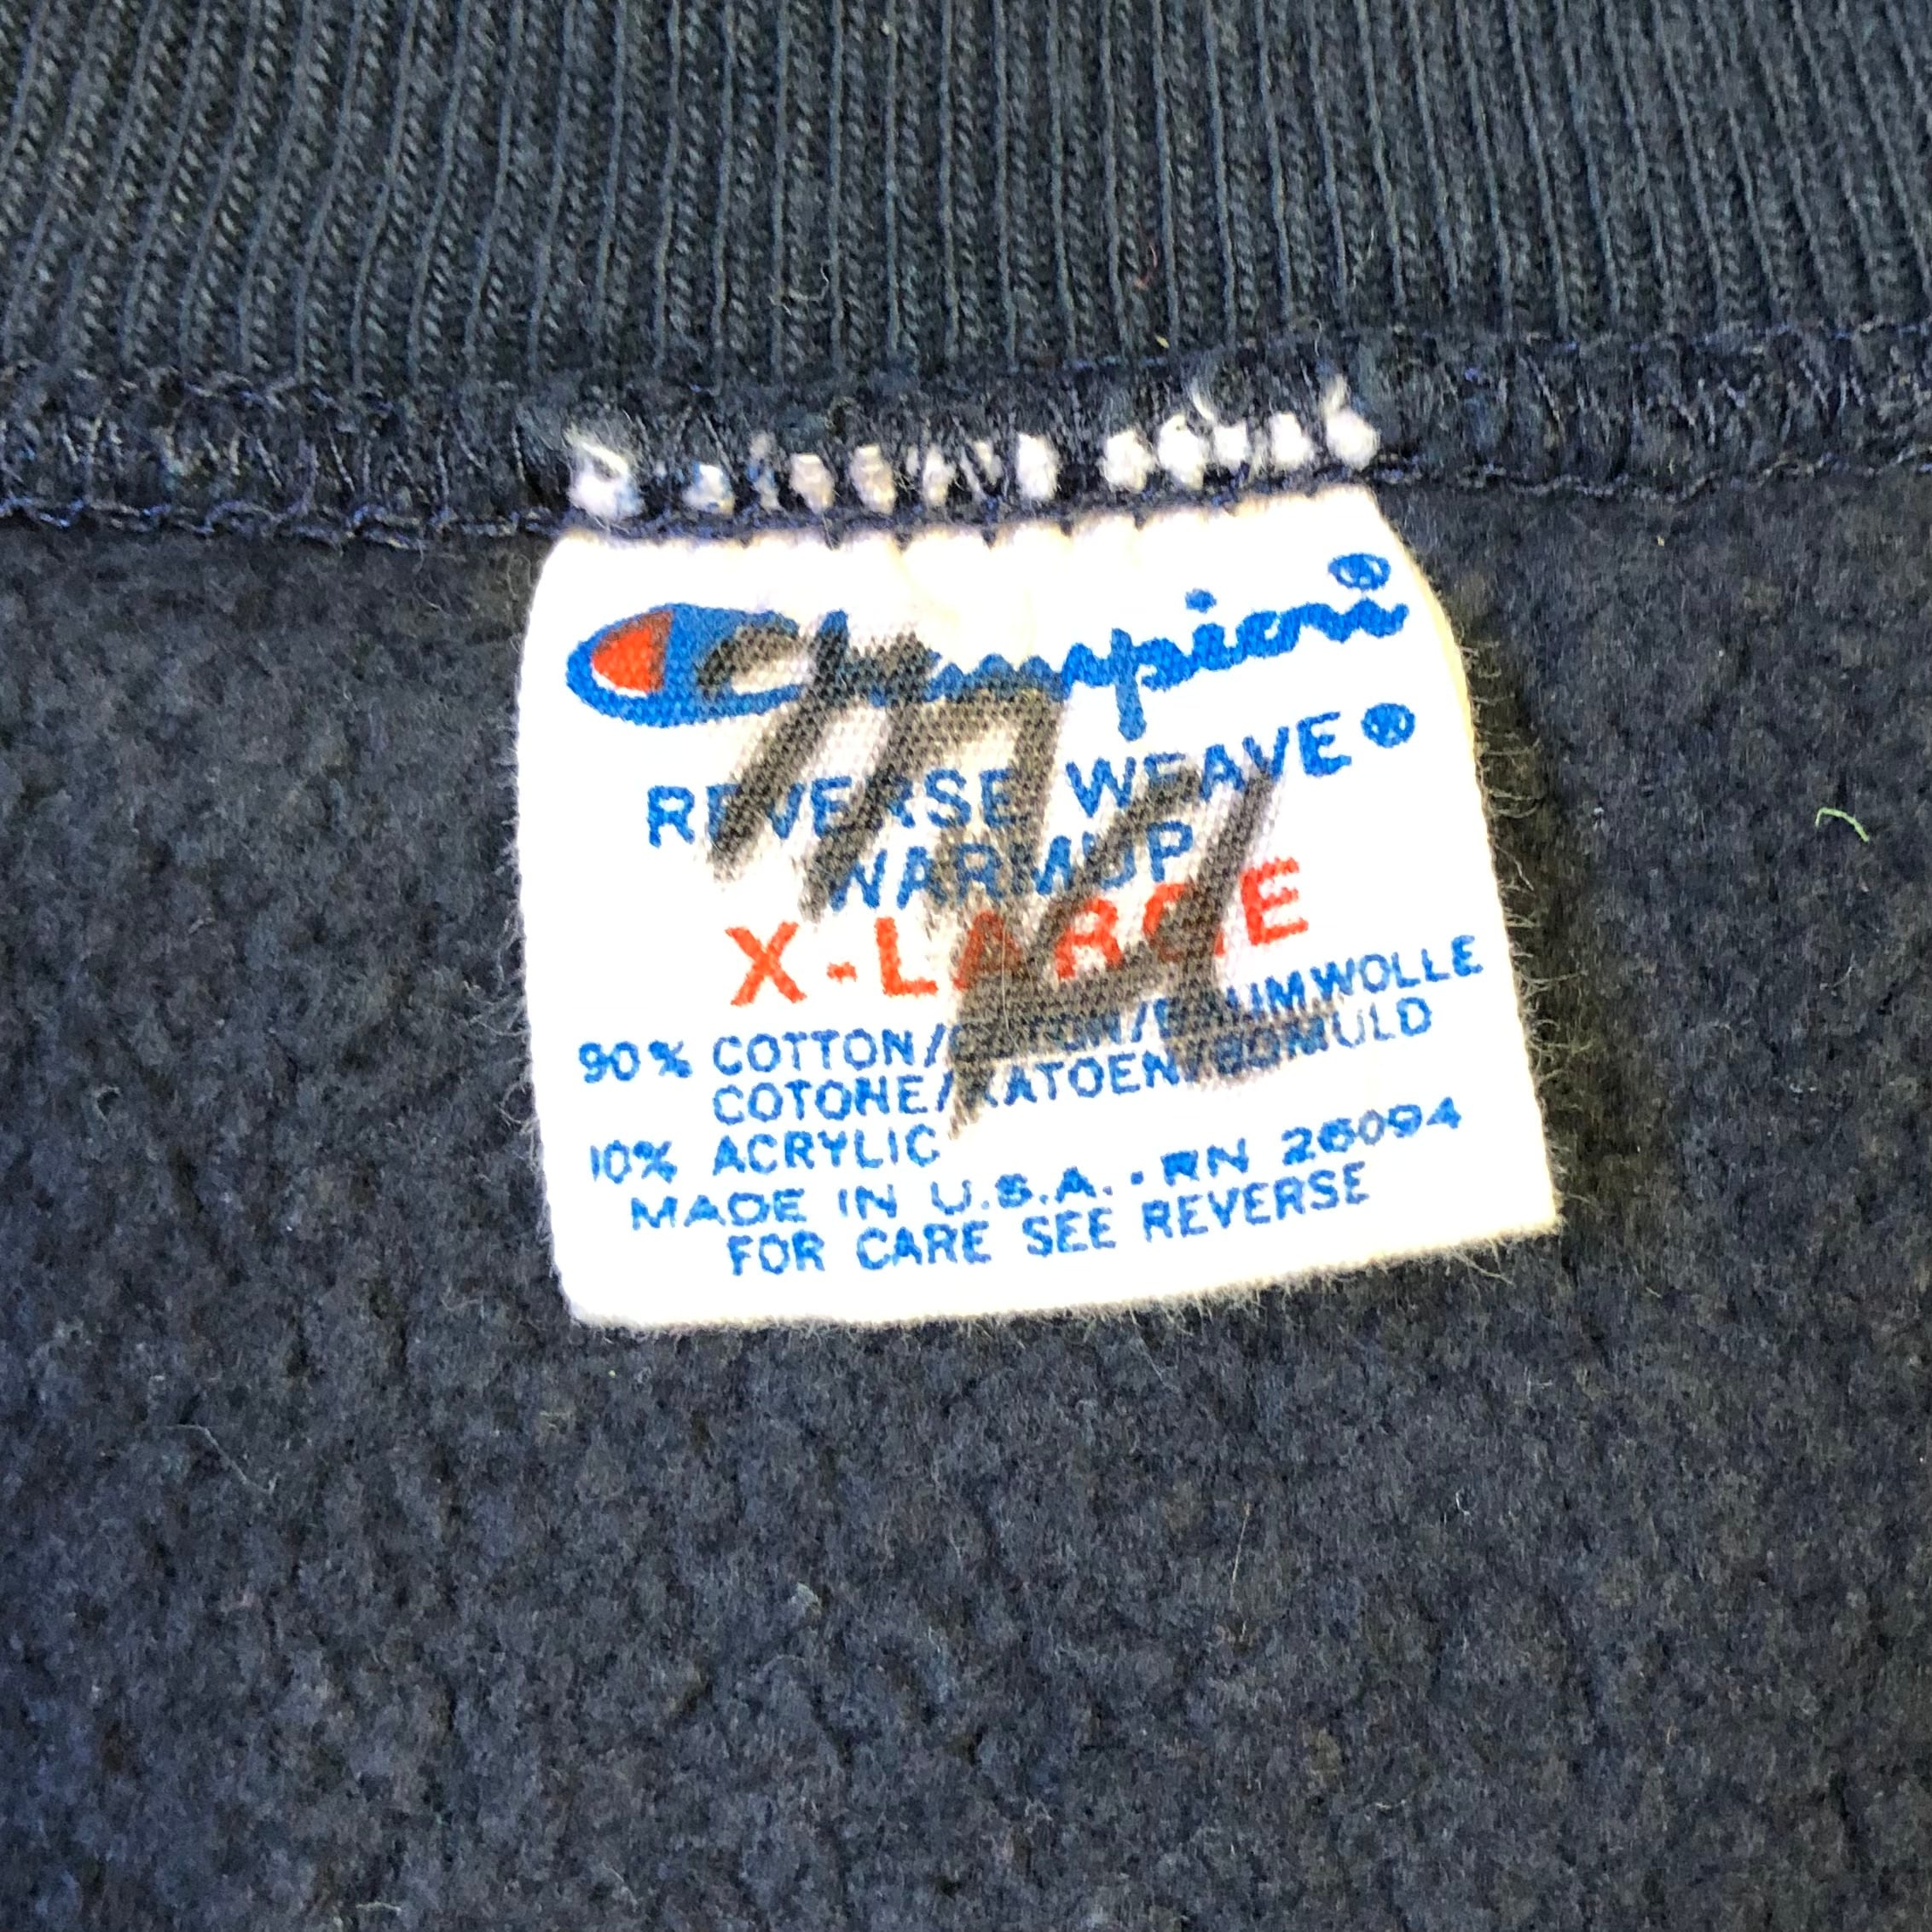 Champion®
REVERSE WEAVE®
WARMUP
X-LARGE
90% COTTON/COTON/BAUMWOLLE
COTONE/KATOEN/BOMULD
10% ACRYLIC
MADE IN U.S.A. · RN 26094
FOR CARE SEE REVERSE